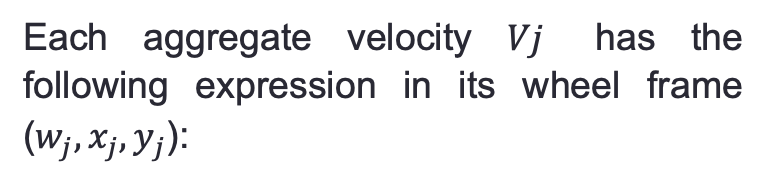 Each aggregate velocity Vj has the
following expression in its wheel frame
(wⱼ, xⱼ, yⱼ):